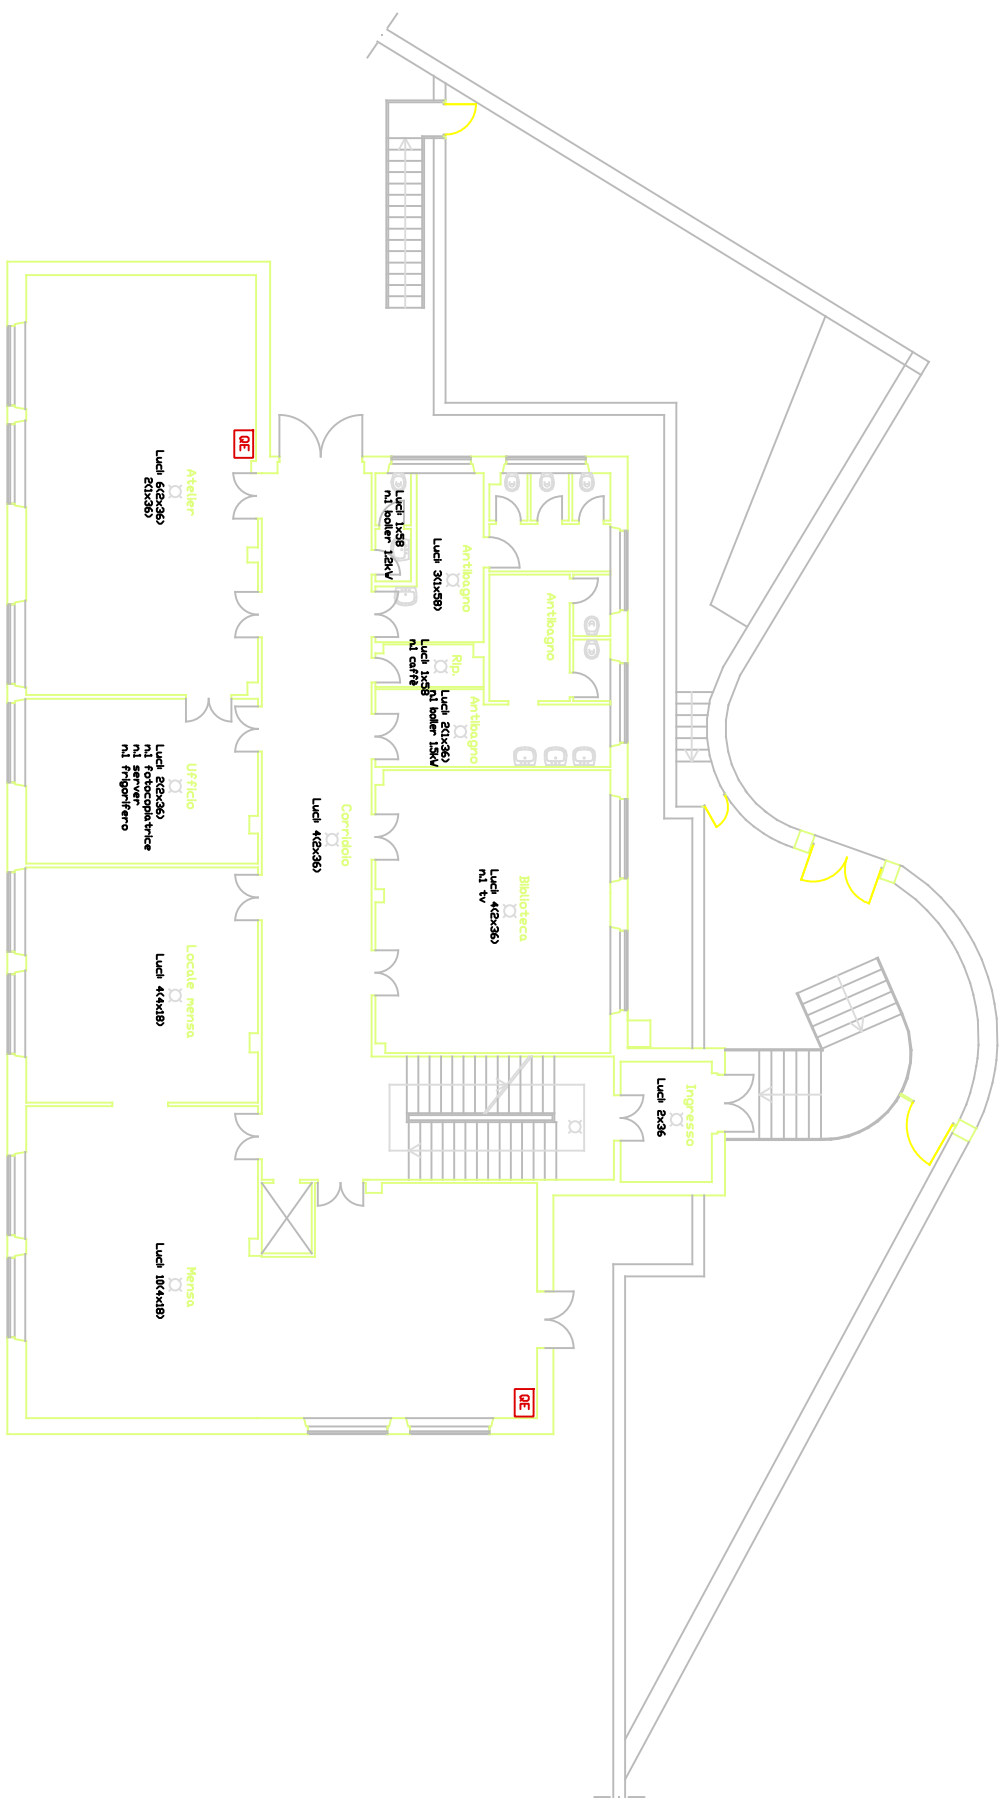 QE
Atelier
Luci: 6(2x36)
2(1x36)
Luci: 1x58
n.1 boiler 1.2kW
Antibagno
Luci: 3(1x58)
Antibagno
Rip.
Luci: 1x58
n.1 caffè
Antibagno
Luci: 2(1x36)
n.1 boiler 1.5kW
Ufficio
Luci: 2(2x36)
n.1 fotocopiatrice
n.1 server
n.1 frigorifero
Corridoio
Luci: 4(2x36)
Biblioteca
Luci: 4(2x36)
n.1 tv
Locale mensa
Luci: 4(4x18)
Ingresso
Luci: 2x36
Mensa
Luci: 10(4x18)
QE